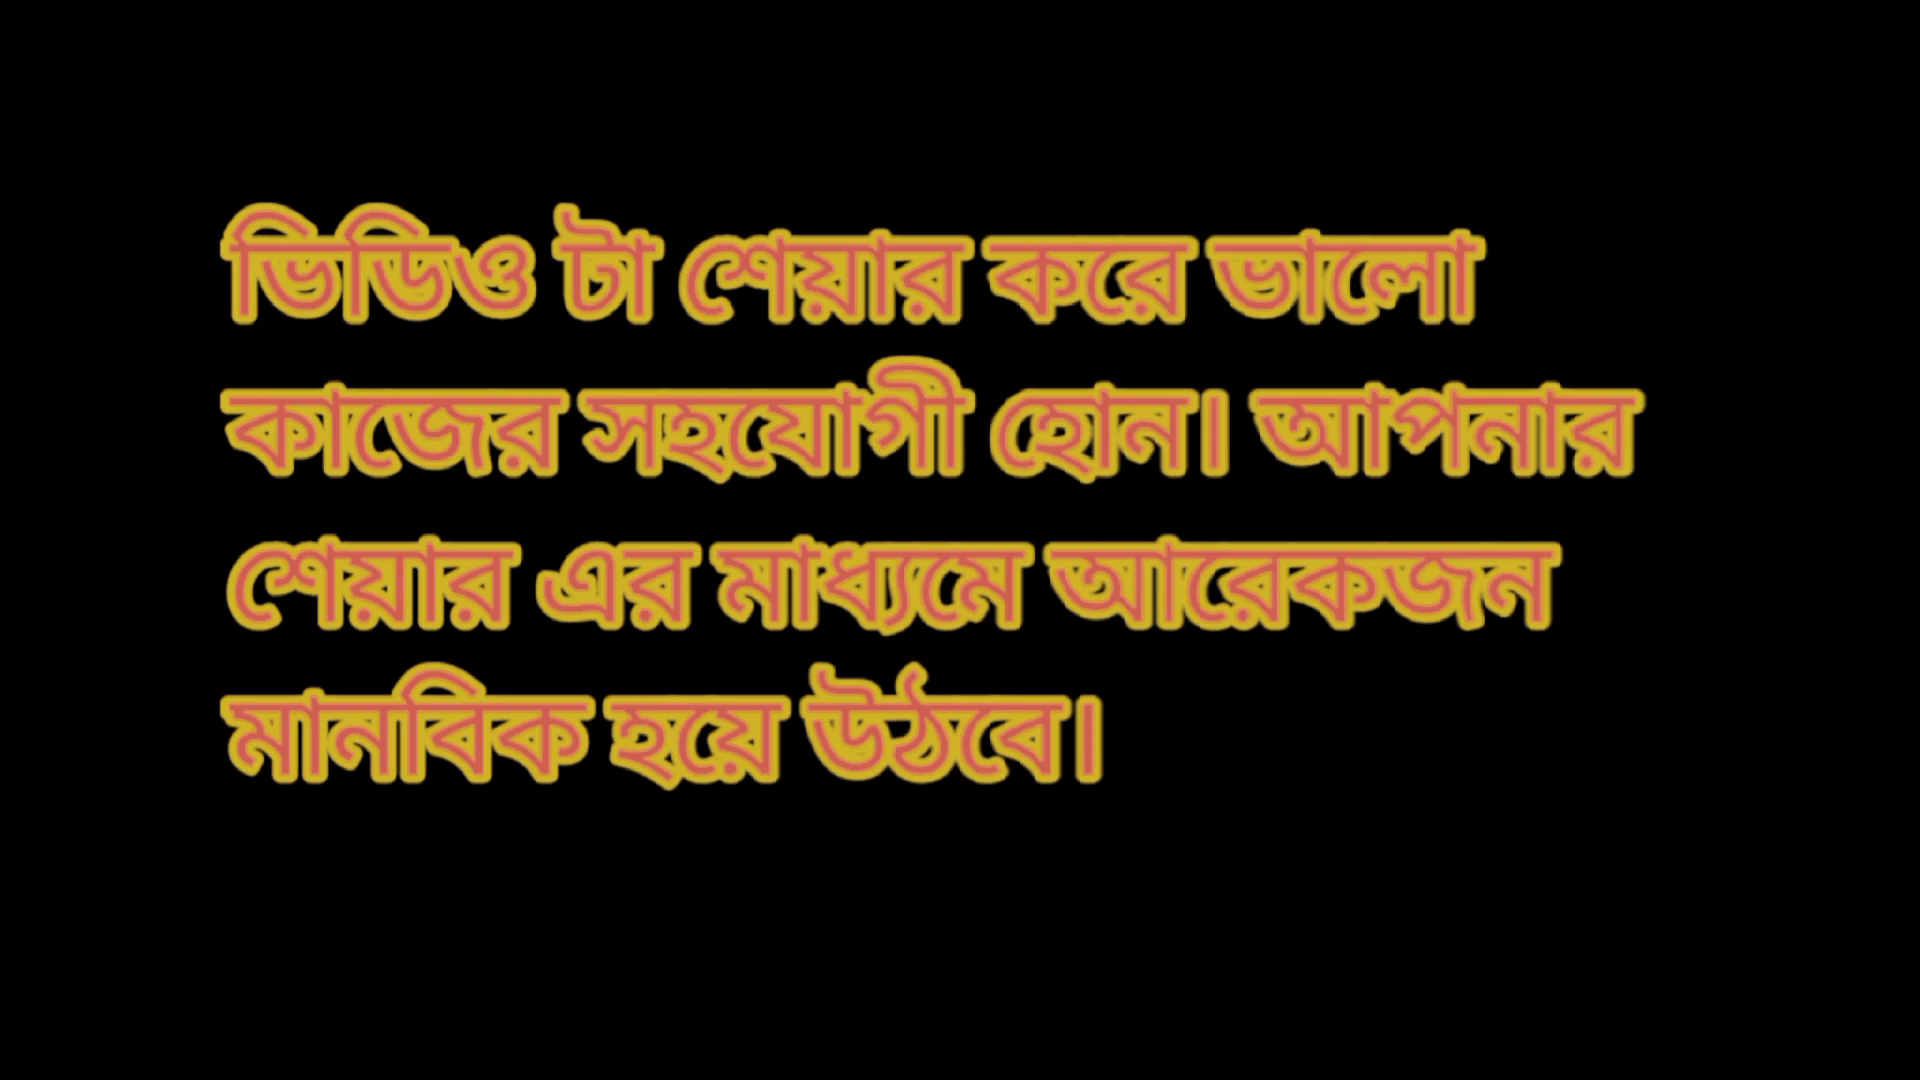 ভিডিও টা শেয়ার করে ভালো
কাজের সহযোগী হোন। আপনার
শেয়ার এর মাধ্যমে আরেকজন
মানবিক হয়ে উঠবে।